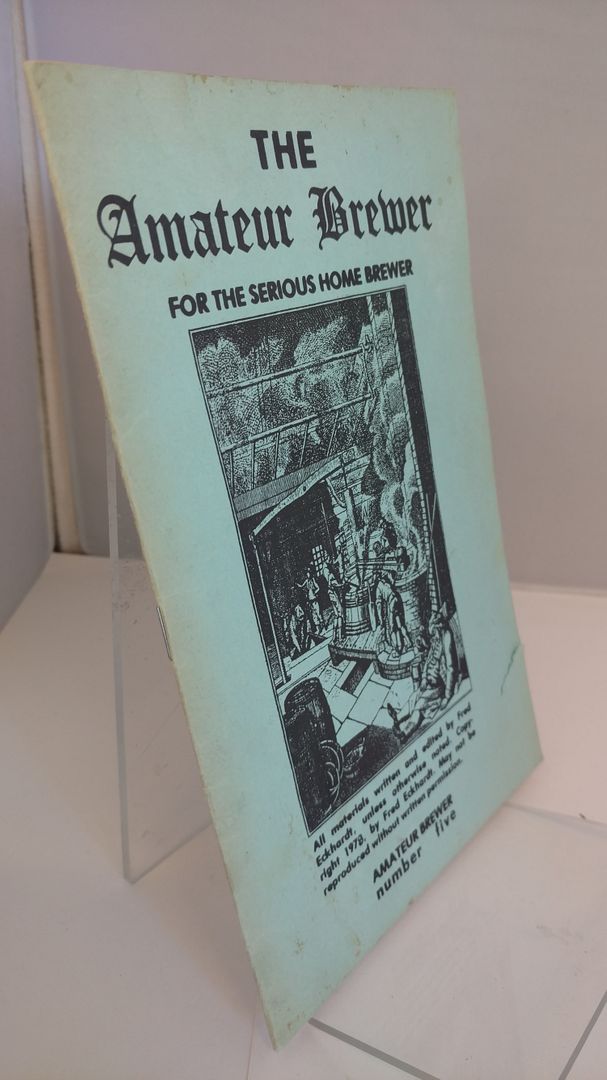 THE
Amateur Brewer
FOR THE SERIOUS HOME BREWER
All materials written and edited by Fred
Eckhardt, unless otherwise noted. Copy-
right 1978, by Fred Eckhardt. May not be
reproduced without written permission.
AMATEUR BREWER
number five